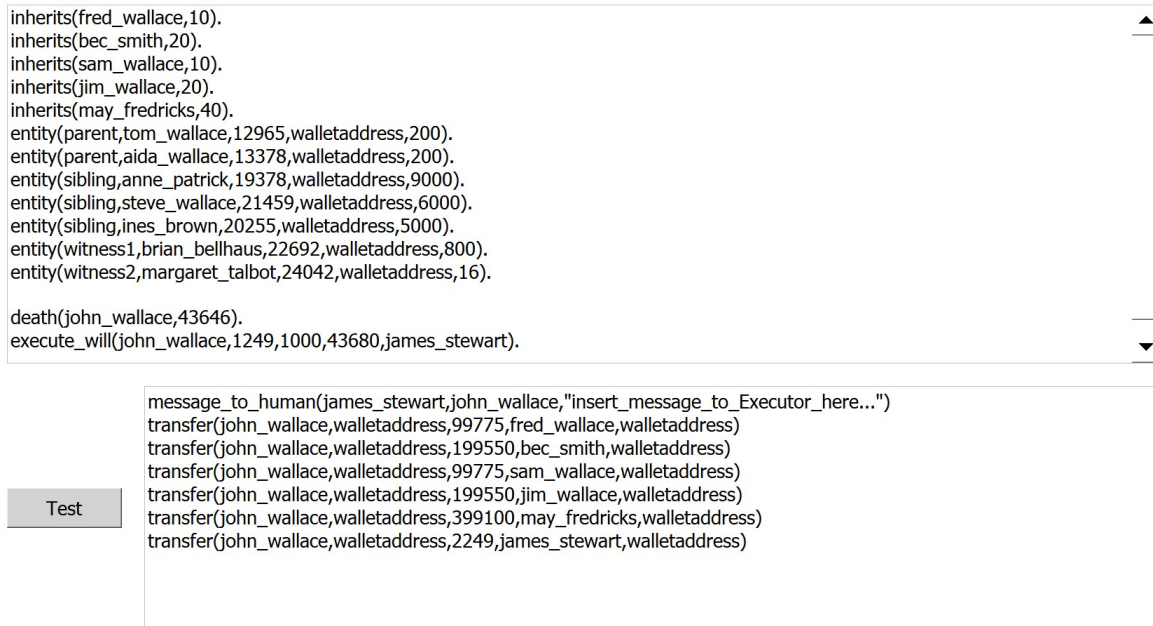 inherits(fred_wallace,10).
inherits(bec_smith,20).
inherits(sam_wallace,10).
inherits(jim_wallace,20).
inherits(may_fredricks,40).
entity(parent,tom_wallace,12965,walletaddress,200).
entity(parent,aida_wallace,13378,walletaddress,200).
entity(sibling,anne_patrick,19378,walletaddress,9000).
entity(sibling,steve_wallace,21459,walletaddress,6000).
entity(sibling,ines_brown,20255,walletaddress,5000).
entity(witness1,brian_bellhaus,22692,walletaddress,800).
entity(witness2,margaret_talbot,24042,walletaddress,16).
death(john_wallace,43646).
execute_will(john_wallace,1249,1000,43680,james_stewart).
message_to_human(james_stewart,john_wallace,"insert_message_to_Executor_here...")
transfer(john_wallace,walletaddress,99775,fred_wallace,walletaddress)
transfer(john_wallace,walletaddress,199550,bec_smith,walletaddress)
transfer(john_wallace,walletaddress,99775,sam_wallace,walletaddress)
transfer(john_wallace,walletaddress,199550,jim_wallace,walletaddress)
transfer(john_wallace,walletaddress,399100,may_fredricks,walletaddress)
transfer(john_wallace,walletaddress,2249,james_stewart,walletaddress)
Test